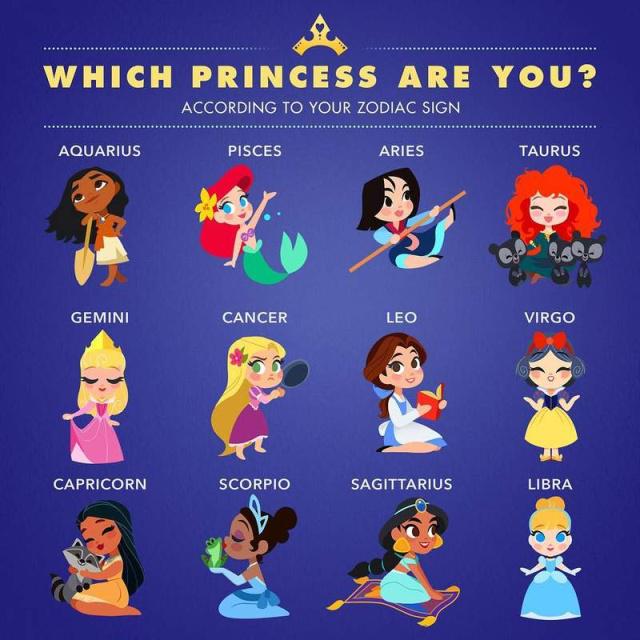 WHICH PRINCESS ARE YOU?
ACCORDING TO YOUR ZODIAC SIGN
AQUARIUS PISCES ARIES TAURUS
GEMINI CANCER LEO VIRGO
CAPRICORN SCORPIO SAGITTARIUS LIBRA